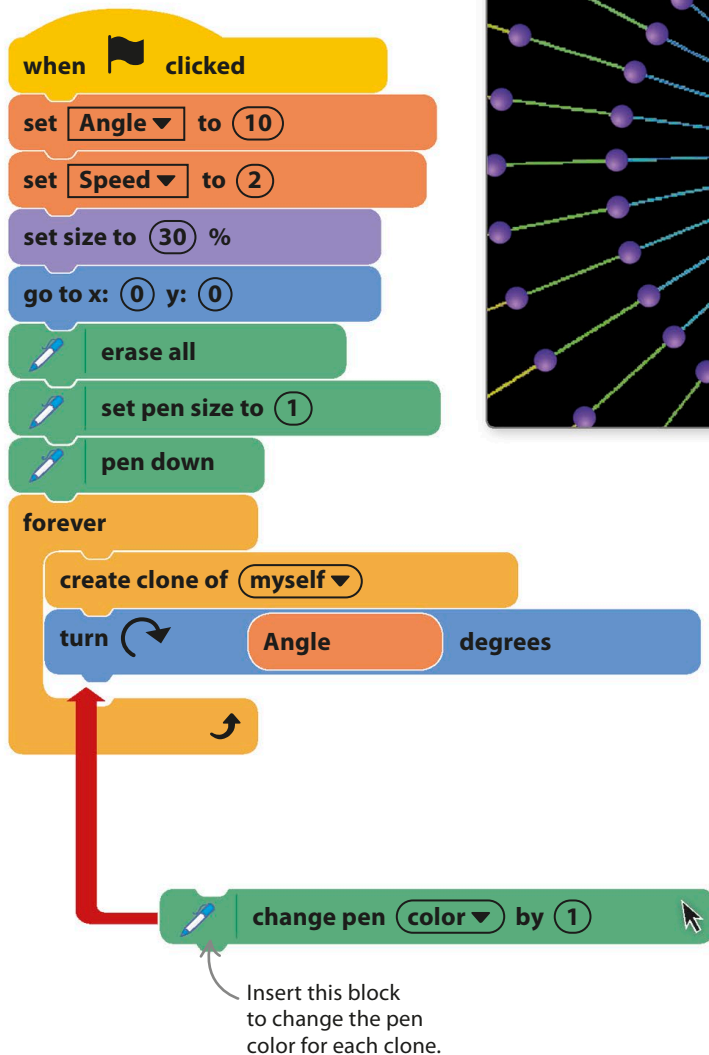 when clicked
set Angle to 10
set Speed to 2
set size to 30 %
go to x: 0 y: 0
erase all
set pen size to 1
pen down
forever
create clone of myself
turn Angle degrees
change pen color by 1
Insert this block
to change the pen
color for each clone.